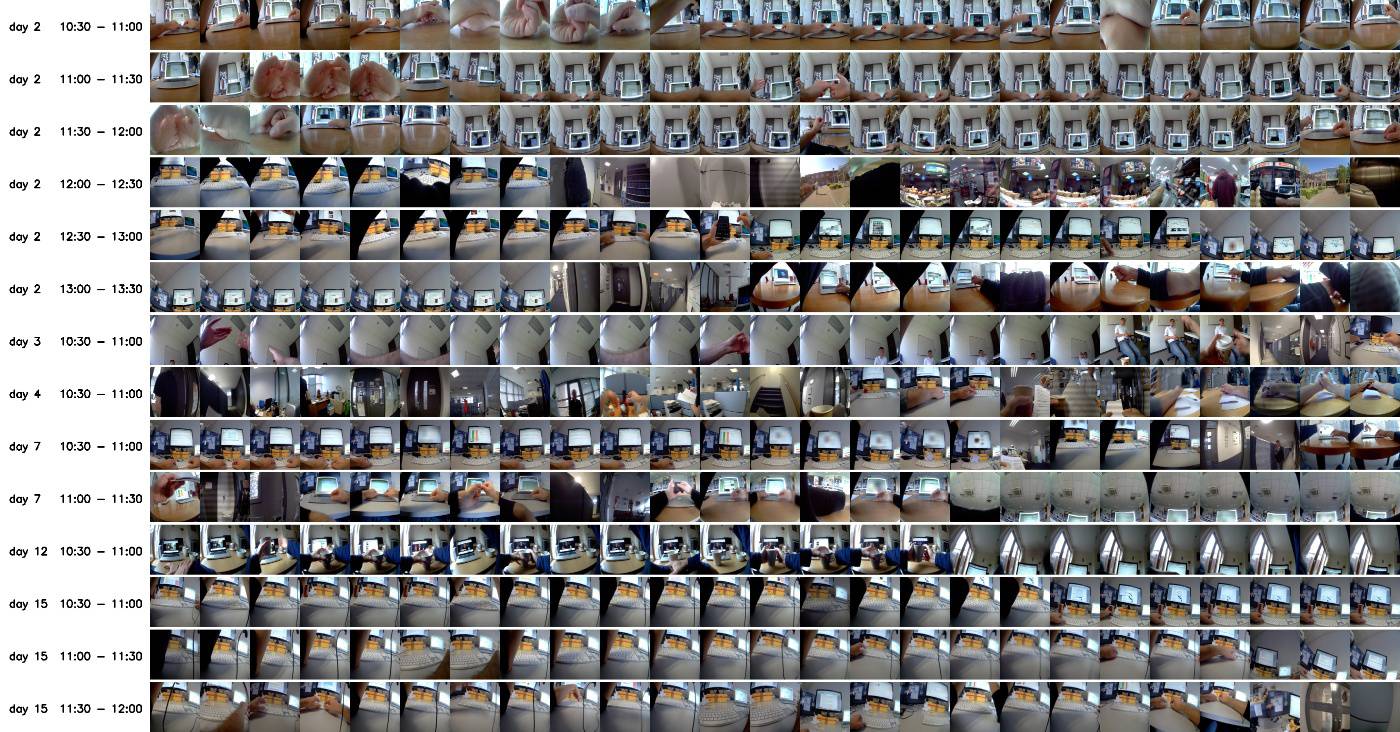 day 2 10:30 – 11:00
day 2 11:00 – 11:30
day 2 11:30 – 12:00
day 2 12:00 – 12:30
day 2 12:30 – 13:00
day 2 13:00 – 13:30
day 3 10:30 – 11:00
day 4 10:30 – 11:00
day 7 10:30 – 11:00
day 7 11:00 – 11:30
day 12 10:30 – 11:00
day 15 10:30 – 11:00
day 15 11:00 – 11:30
day 15 11:30 – 12:00